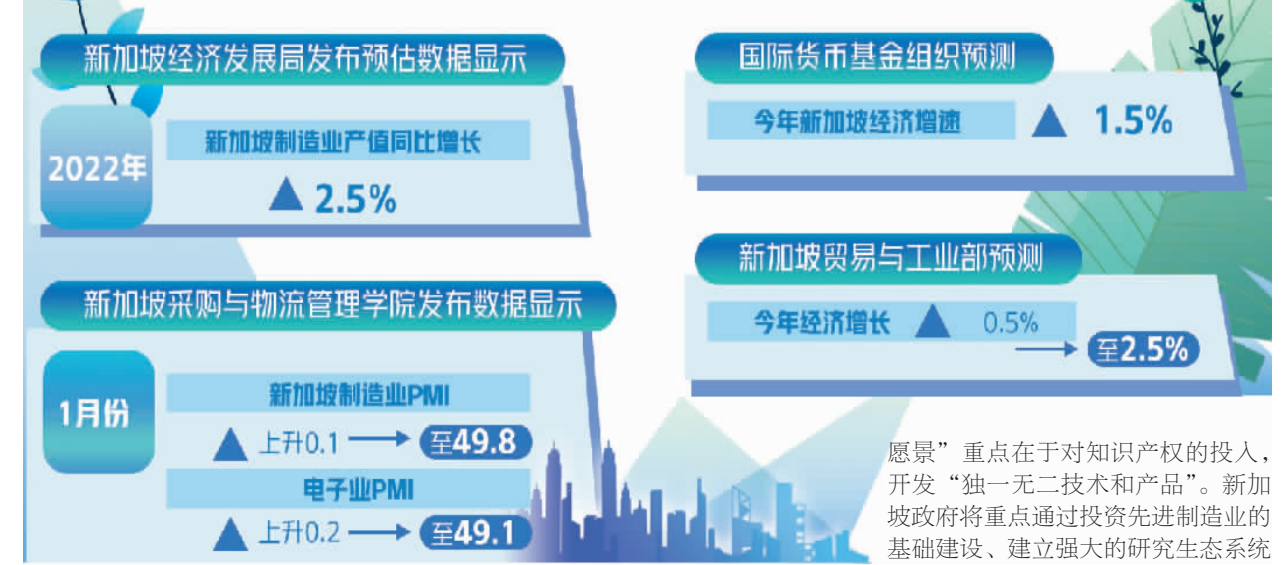 新加坡经济发展局发布预估数据显示
2022年
新加坡制造业产值同比增长
▲ 2.5%
新加坡采购与物流管理学院发布数据显示
1月份
新加坡制造业PMI
▲ 上升0.1 → 至49.8
电子业PMI
▲ 上升0.2 → 至49.1
国际货币基金组织预测
今年新加坡经济增速 ▲ 1.5%
新加坡贸易与工业部预测
今年经济增长 ▲ 0.5%
→ 至2.5%
愿景”重点在于对知识产权的投入，
开发“独一无二技术和产品”。新加
坡政府将重点通过投资先进制造业的
基础建设、建立强大的研究生态系统